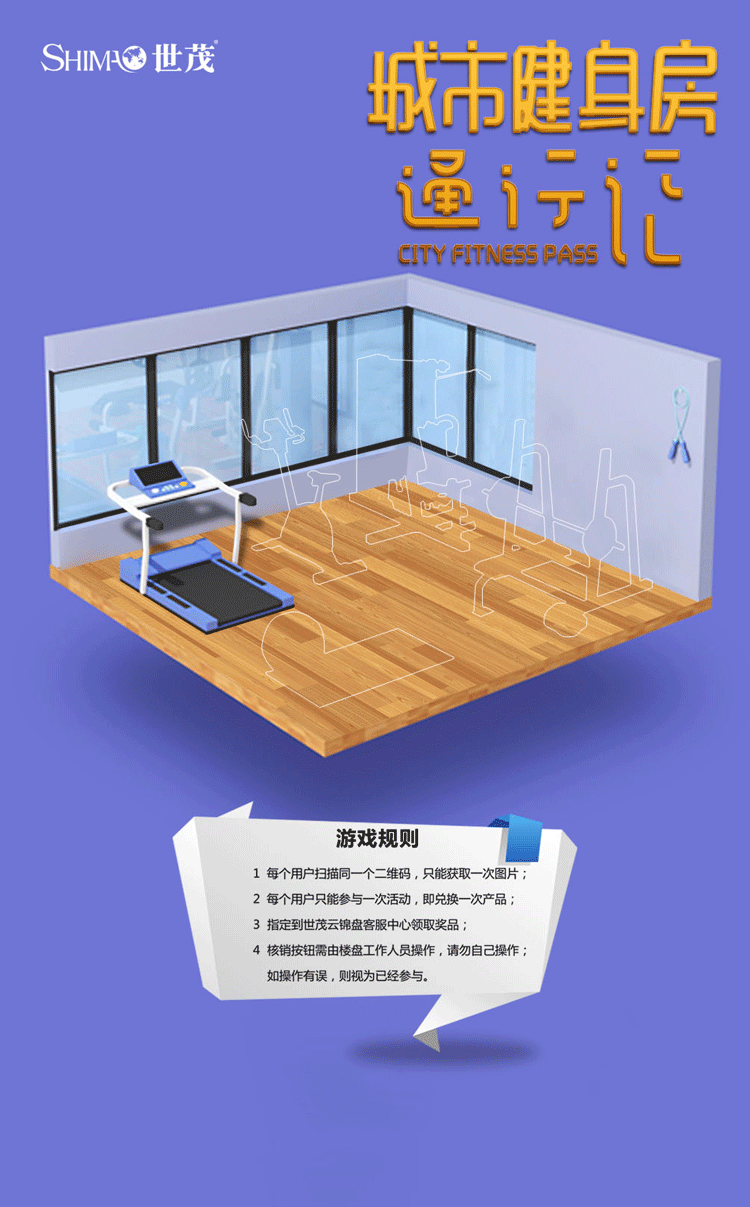 SHIMAO 世茂®
城市健身房
通行记
CITY FITNESS PASS
游戏规则
1 每个用户扫描同一个二维码，只能获取一次图片；
2 每个用户只能参与一次活动，即兑换一次产品；
3 指定到世茂云锦盘客服中心领取奖品；
4 核销按钮需由楼盘工作人员操作，请勿自己操作；
如操作有误，则视为已经参与。